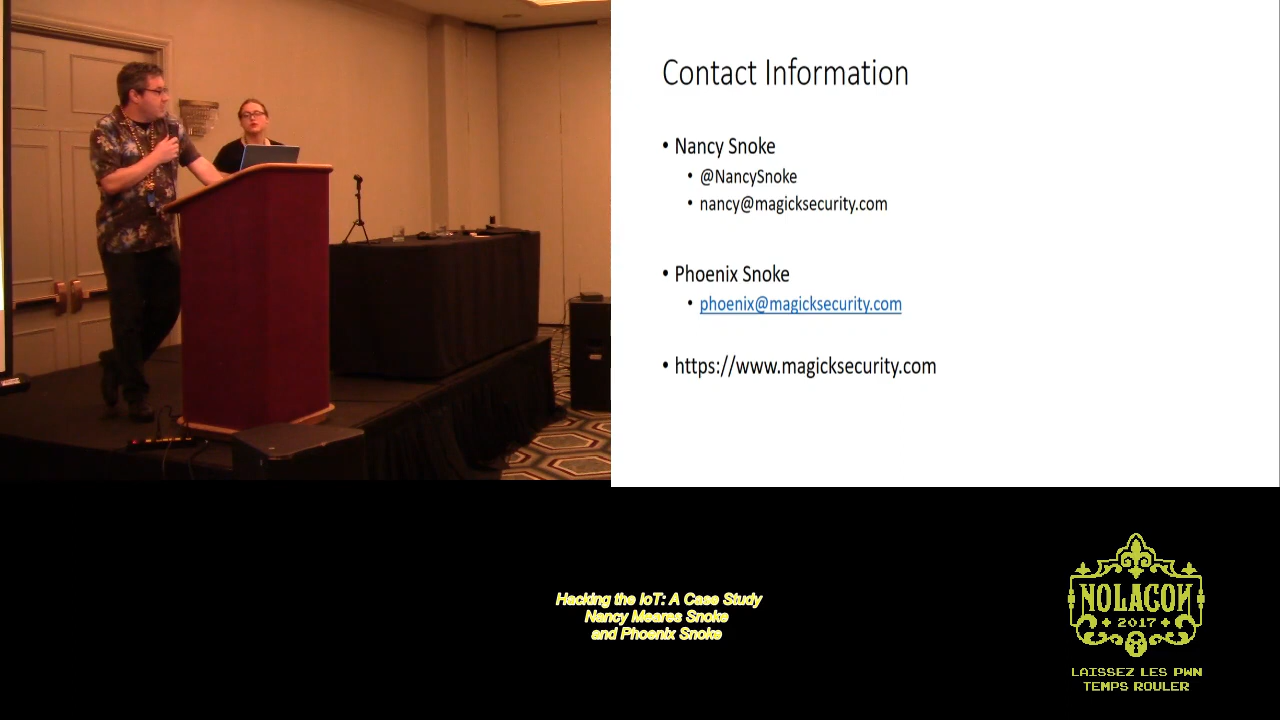 Contact Information
• Nancy Snoke
• @NancySnoke
• nancy@magicksecurity.com
• Phoenix Snoke
• phoenix@magicksecurity.com
• https://www.magicksecurity.com
Hacking the IoT: A Case Study
Nancy Meares Snoke
and Phoenix Snoke
NOLACON
2017
LAISSEZ LES PWN
TEMPS ROULER